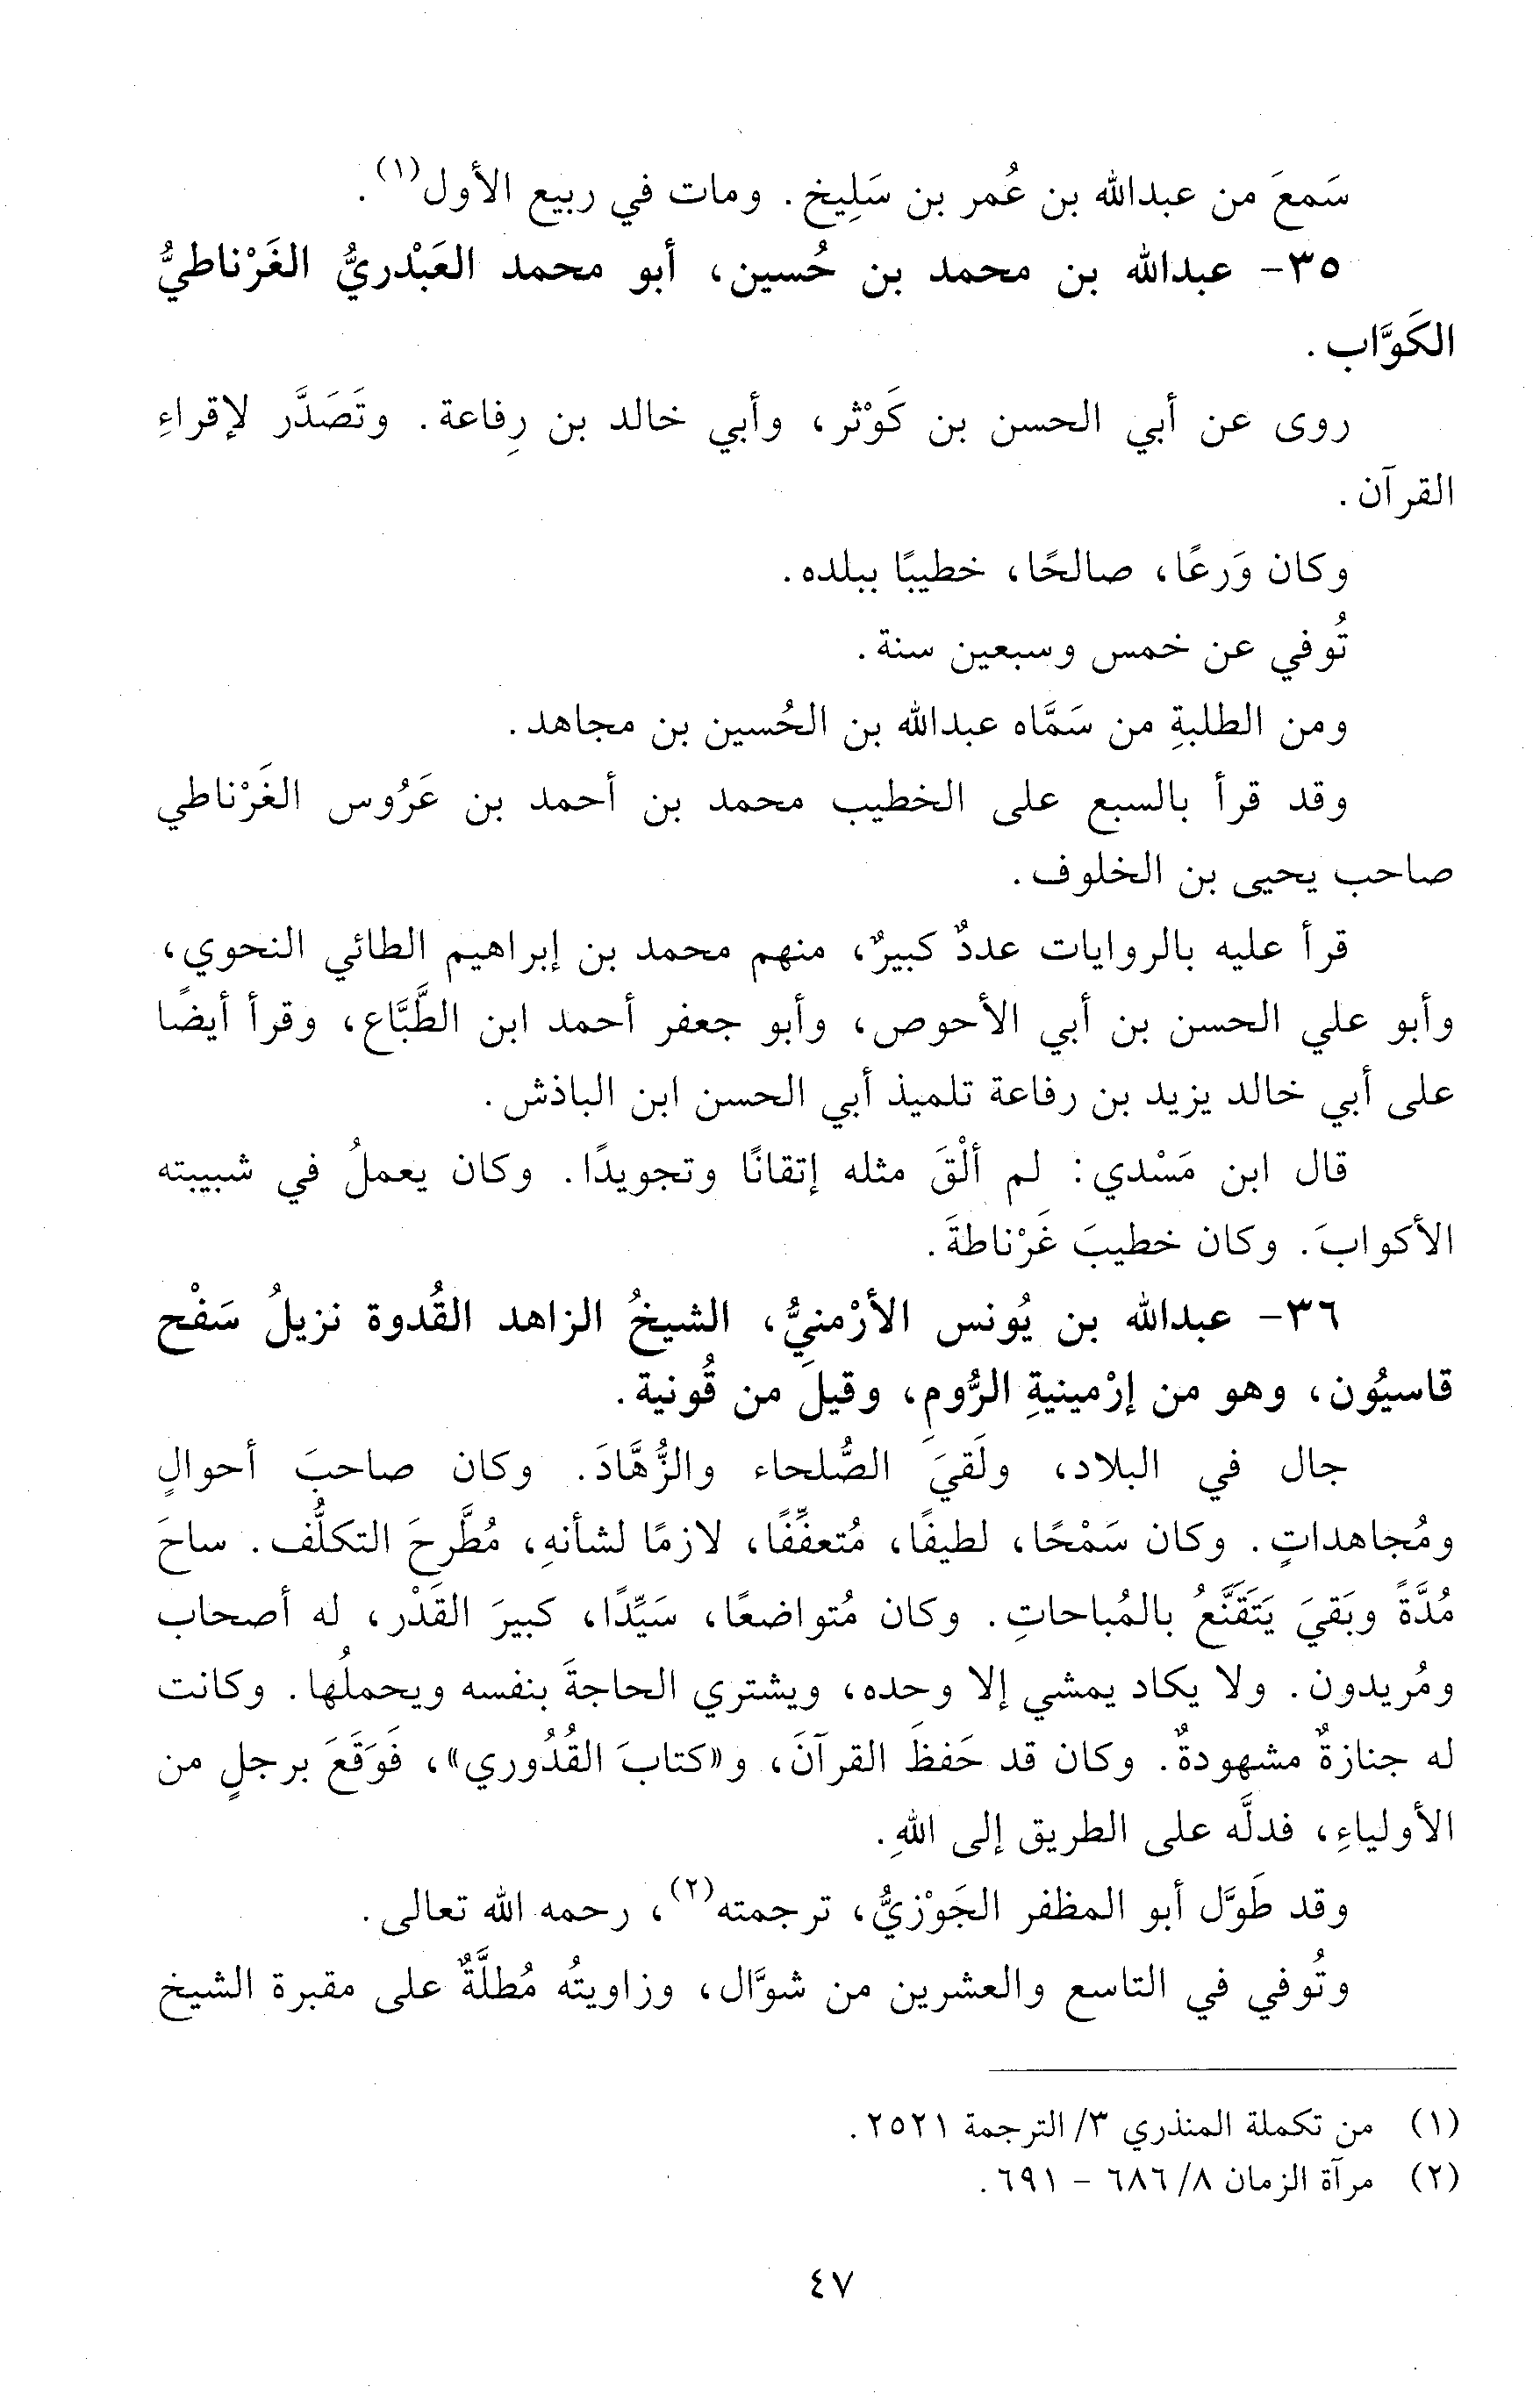 سَمعَ من عبدالله بن عُمر بن سَلِيخ. ومات في ربيع الأول(١).
٣٥- عبدالله بن محمد بن حُسين، أبو محمد العَبْدريُّ الغَرْناطيُّ
الكَوَّاب.
روى عن أبي الحسن بن كَوْثر، وأبي خالد بن رِفاعة. وتَصَدَّر لإقراءِ
القرآن.
وكان وَرعًا، صالحًا، خطيبًا ببلده.
تُوفي عن خمس وسبعين سنة.
ومن الطلبةِ من سَمَّاه عبدالله بن الحُسين بن مجاهد.
وقد قرأ بالسبع على الخطيب محمد بن أحمد بن عَرُوس الغَرْناطي
صاحب يحيى بن الخلوف.
قرأ عليه بالروايات عددٌ كبيرٌ، منهم محمد بن إبراهيم الطائي النحوي،
وأبو علي الحسن بن أبي الأحوص، وأبو جعفر أحمد ابن الطَّبَّاع، وقرأ أيضًا
على أبي خالد يزيد بن رفاعة تلميذ أبي الحسن ابن الباذش.
قال ابن مَسْدي: لم ألْقَ مثله إتقانًا وتجويدًا. وكان يعملُ في شبيبته
الأكوابَ. وكان خطيبَ غَرْناطةَ.
٣٦- عبدالله بن يُونس الأرْمنيُّ، الشيخُ الزاهد القُدوة نزيلُ سَفْح
قاسيُون، وهو من إرْمينيةِ الرُّومِ، وقيلَ من قُونية.
جال في البلاد، ولَقيَ الصُّلحاء والزُّهَّادَ. وكان صاحبَ أحوالٍ
ومُجاهداتٍ. وكان سَمْحًا، لطيفًا، مُتعفِّفًا، لازمًا لشأنهِ، مُطَّرحَ التكلُّف. ساحَ
مُدَّةً وبَقيَ يَتَقَنَّعُ بالمُباحاتِ. وكان مُتواضعًا، سَيِّدًا، كبيرَ القَدْر، له أصحاب
ومُريدون. ولا يكاد يمشي إلا وحده، ويشتري الحاجةَ بنفسه ويحملُها. وكانت
له جنازةٌ مشهودةٌ. وكان قد حَفظَ القرآنَ، و«كتابَ القُدُوري»، فَوَقَعَ برجلٍ من
الأولياءِ، فدلَّه على الطريق إلى اللهِ.
وقد طَوَّل أبو المظفر الجَوْزيُّ، ترجمته(٢)، رحمه الله تعالى.
وتُوفي في التاسع والعشرين من شوَّال، وزاويتُه مُطلَّةٌ على مقبرة الشيخ
(١) من تكملة المنذري ٣/ الترجمة ٢٥٢١.
(٢) مرآة الزمان ٨/ ٦٨٦ - ٦٩١.
٤٧